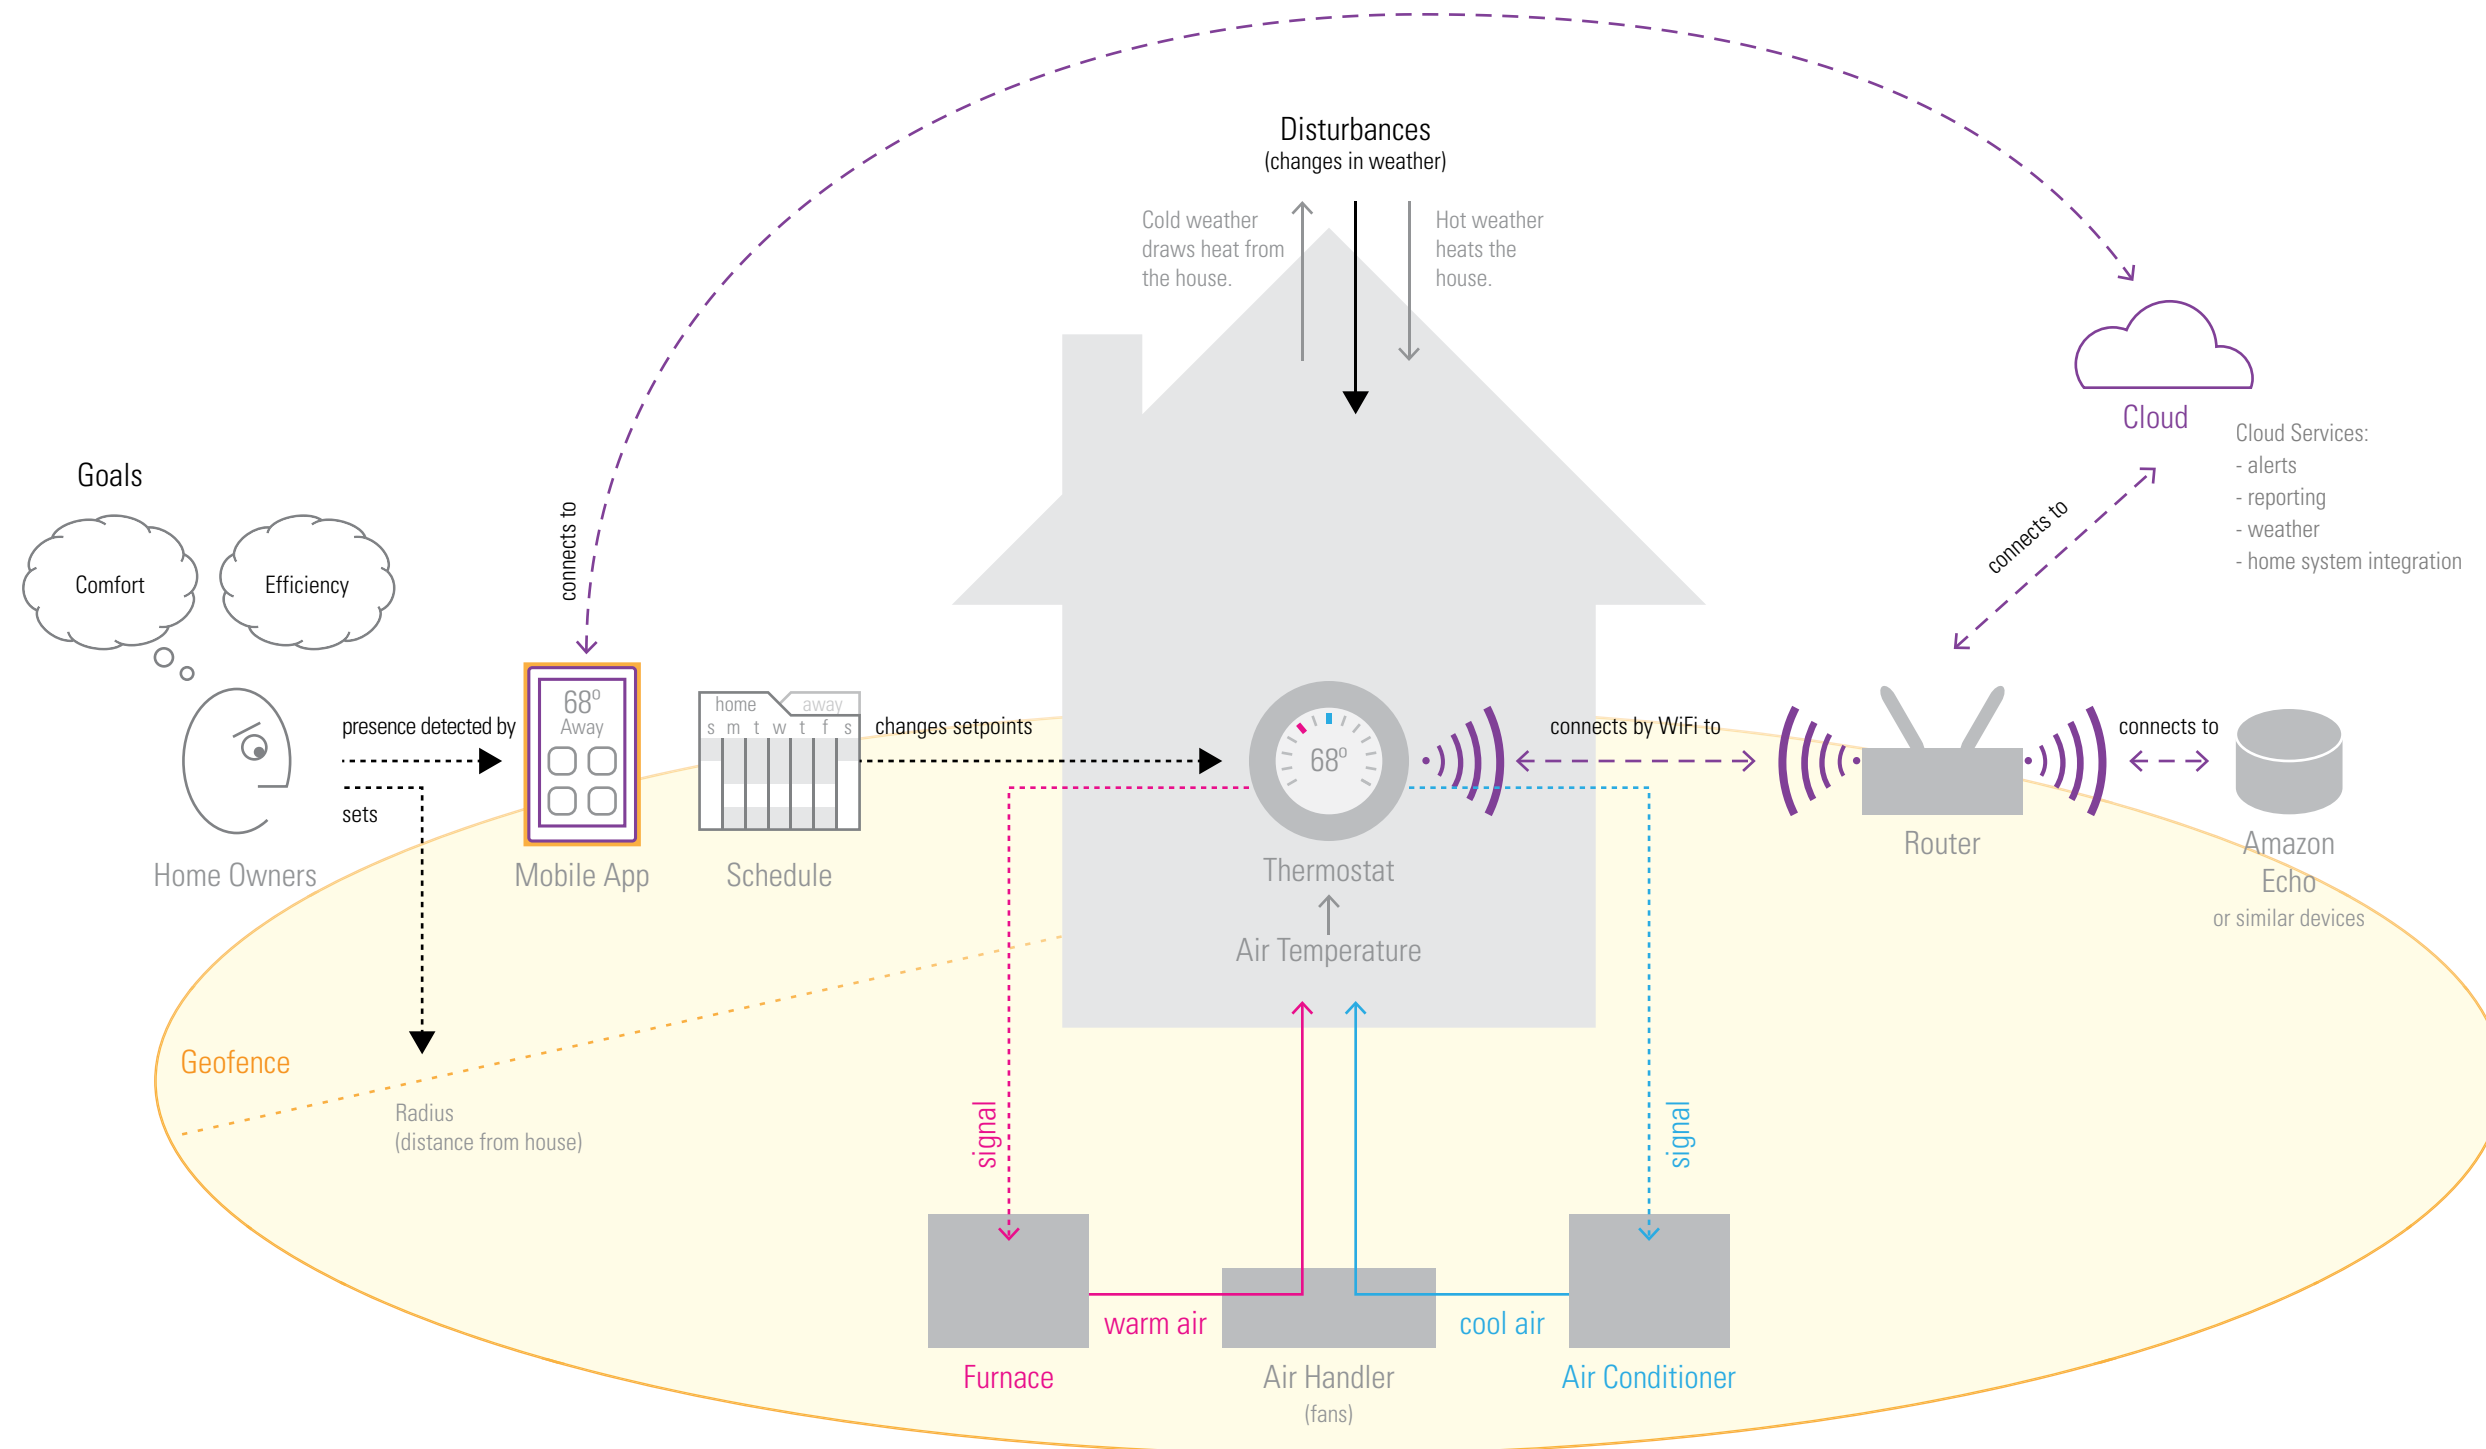 Disturbances
(changes in weather)
Cold weather
draws heat from
the house.
Hot weather
heats the
house.
Cloud
Cloud Services:
- alerts
- reporting
- weather
- home system integration
connects to
connects to
Goals
Comfort
Efficiency
Home Owners
presence detected by
sets
68º
Away
Mobile App
home
away
s m t w t f s
Schedule
changes setpoints
68º
Thermostat
Air Temperature
connects by WiFi to
Router
connects to
Amazon
Echo
or similar devices
Geofence
Radius
(distance from house)
signal
signal
warm air
cool air
Furnace
Air Handler
(fans)
Air Conditioner